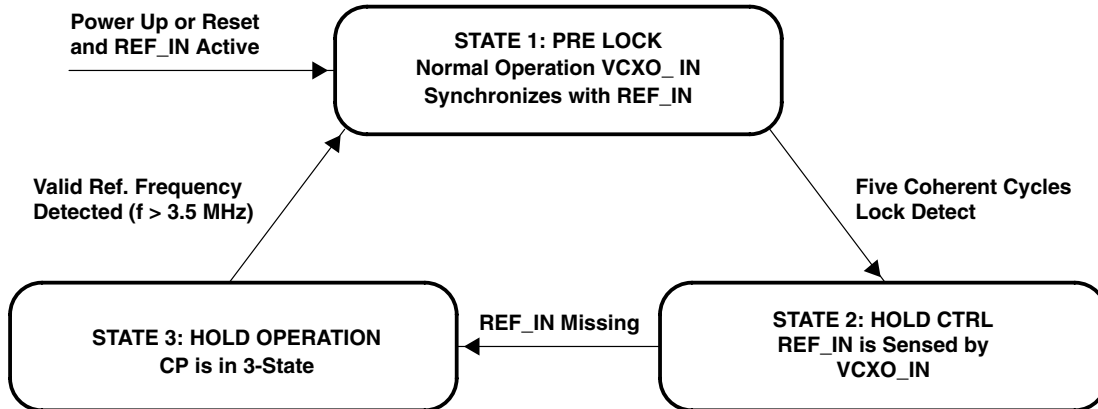 Power Up or Reset
and REF_IN Active
STATE 1: PRE LOCK
Normal Operation VCXO_ IN
Synchronizes with REF_IN
Valid Ref. Frequency
Detected (f > 3.5 MHz)
Five Coherent Cycles
Lock Detect
STATE 3: HOLD OPERATION
CP is in 3-State
REF_IN Missing
STATE 2: HOLD CTRL
REF_IN is Sensed by
VCXO_IN